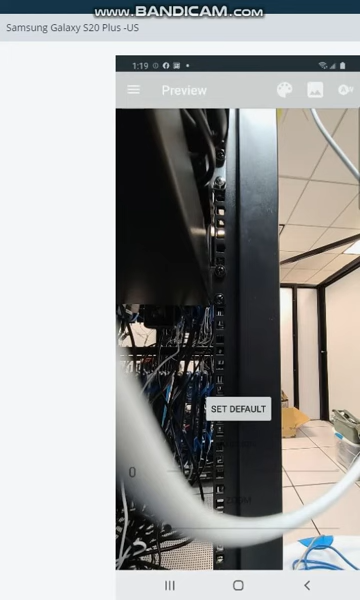 www.BANDICAM.com
Samsung Galaxy S20 Plus -US
1:19
Preview
SET DEFAULT
0